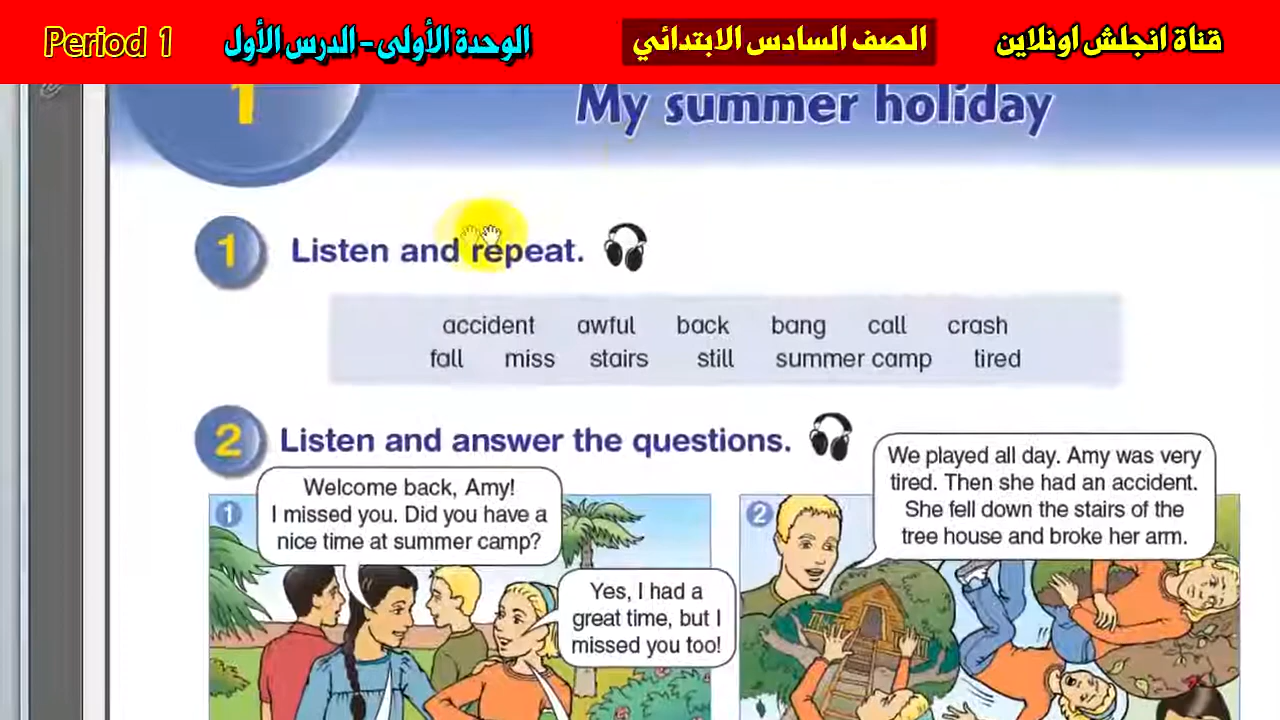 قناة انجلش اونلاين
الصف السادس الابتدائي
الوحدة الأولى - الدرس الأول
Period 1
1
My summer holiday
1 Listen and repeat.
accident awful back bang call crash
fall miss stairs still summer camp tired
2 Listen and answer the questions.
1
Welcome back, Amy!
I missed you. Did you have a
nice time at summer camp?
Yes, I had a
great time, but I
missed you too!
2
We played all day. Amy was very
tired. Then she had an accident.
She fell down the stairs of the
tree house and broke her arm.